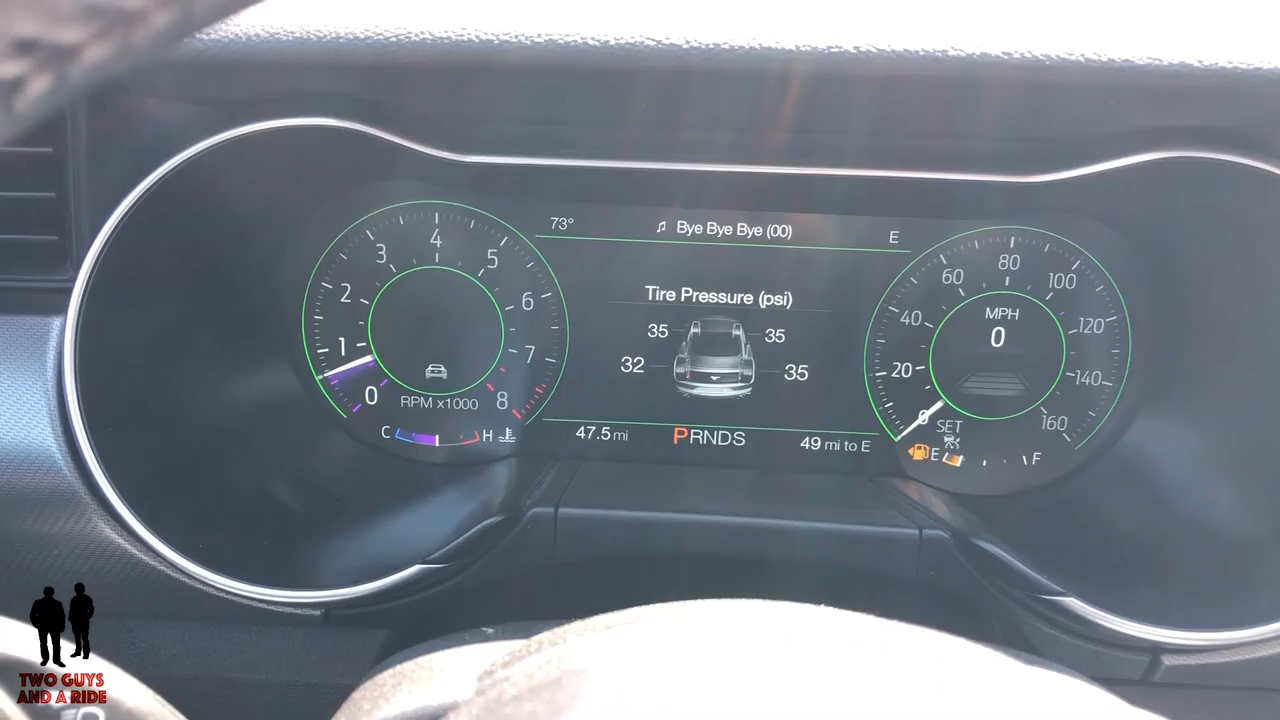 73° ♫ Bye Bye Bye (00) E
Tire Pressure (psi)
35 35
32 35
47.5 mi PRNDS 49 mi to E
0 1 2 3 4 5 6 7 8
RPM x1000
C H
0 20 40 60 80 100 120 140 160
MPH
0
SET
E F
TWO GUYS
AND A RIDE